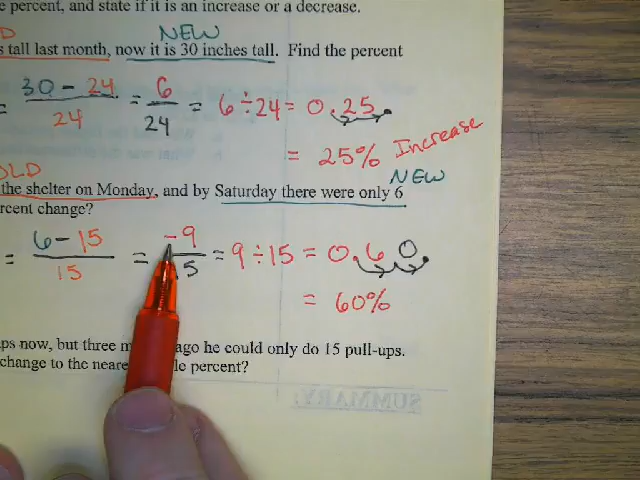 e percent, and state if it is an increase or a decrease.
NEW
s tall last month, now it is 30 inches tall. Find the percent
= 30 - 24 / 24 = 6 / 24 = 6 ÷ 24 = 0.25
= 25% Increase
OLD NEW
the shelter on Monday, and by Saturday there were only 6
rcent change?
= 6 - 15 / 15 = -9 / 5 = 9 ÷ 15 = 0.60
= 60%
ps now, but three m ago he could only do 15 pull-ups.
change to the neare le percent?
SUMMARY: